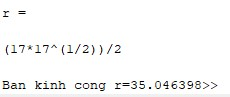 r =
(17*17^(1/2))/2
Ban kinh cong r=35.046398>>